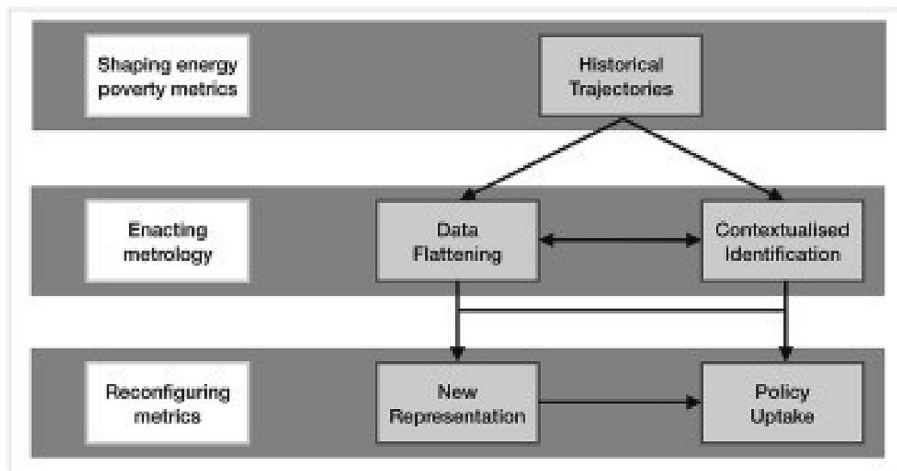 Shaping energy
poverty metrics
Historical
Trajectories
Enacting
metrology
Data
Flattening
Contextualised
Identification
Reconfiguring
metrics
New
Representation
Policy
Uptake